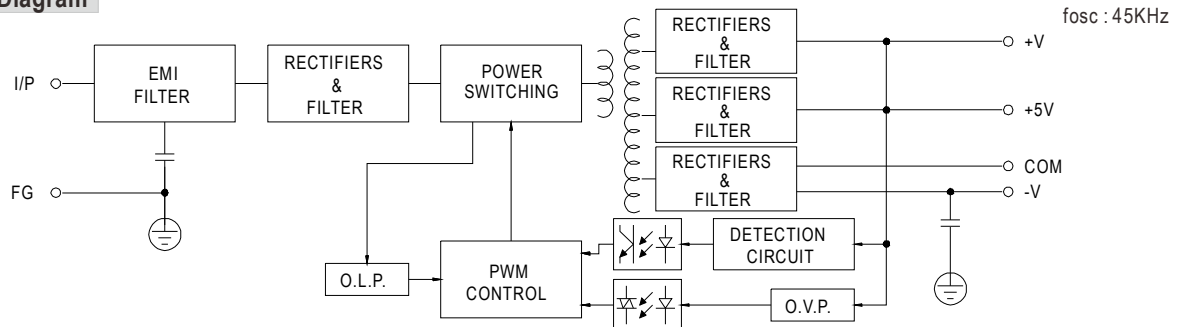 Diagram
fosc : 45KHz
I/P
EMI
FILTER
RECTIFIERS
&
FILTER
POWER
SWITCHING
RECTIFIERS
&
FILTER
+V
RECTIFIERS
&
FILTER
+5V
RECTIFIERS
&
FILTER
COM
-V
FG
DETECTION
CIRCUIT
O.L.P.
PWM
CONTROL
O.V.P.